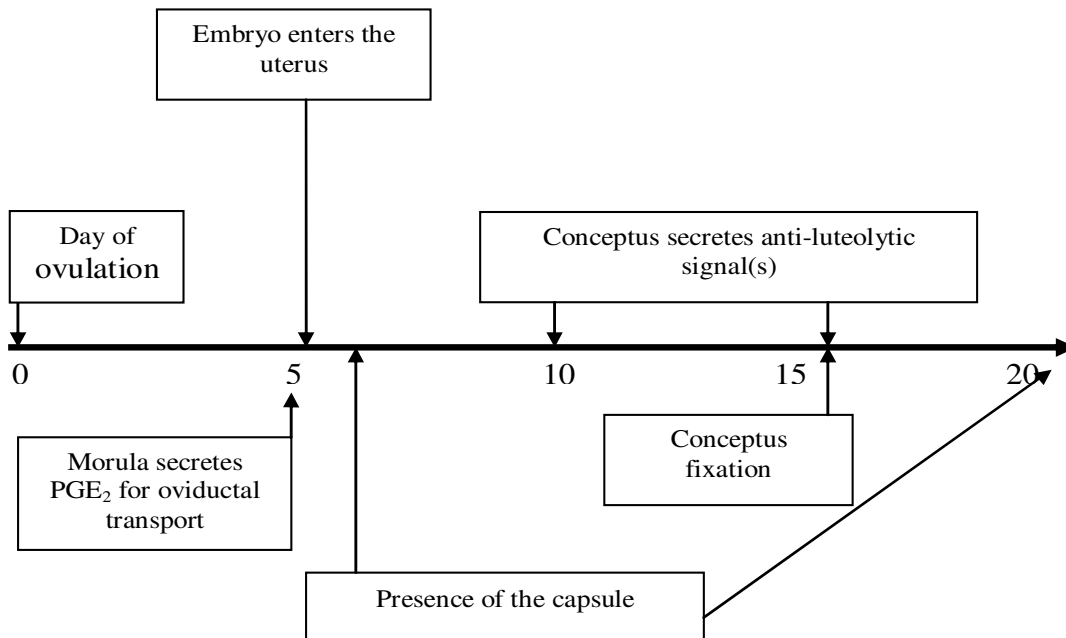 Embryo enters the
uterus
Day of
ovulation
Conceptus secretes anti-luteolytic
signal(s)
0 5 10 15 20
Morula secretes
PGE₂ for oviductal
transport
Conceptus
fixation
Presence of the capsule